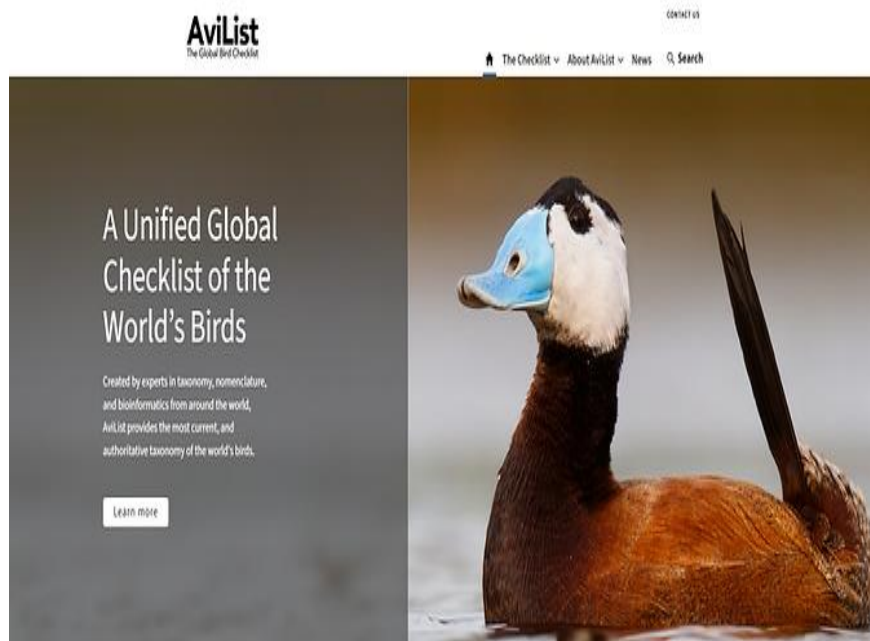 AviList
The Global Bird Checklist
CONTACT US
The Checklist About AviList News Search
A Unified Global
Checklist of the
World's Birds
Created by experts in taxonomy, nomenclature,
and bioinformatics from around the world,
AviList provides the most current, and
authoritative taxonomy of the world's birds.
Learn more